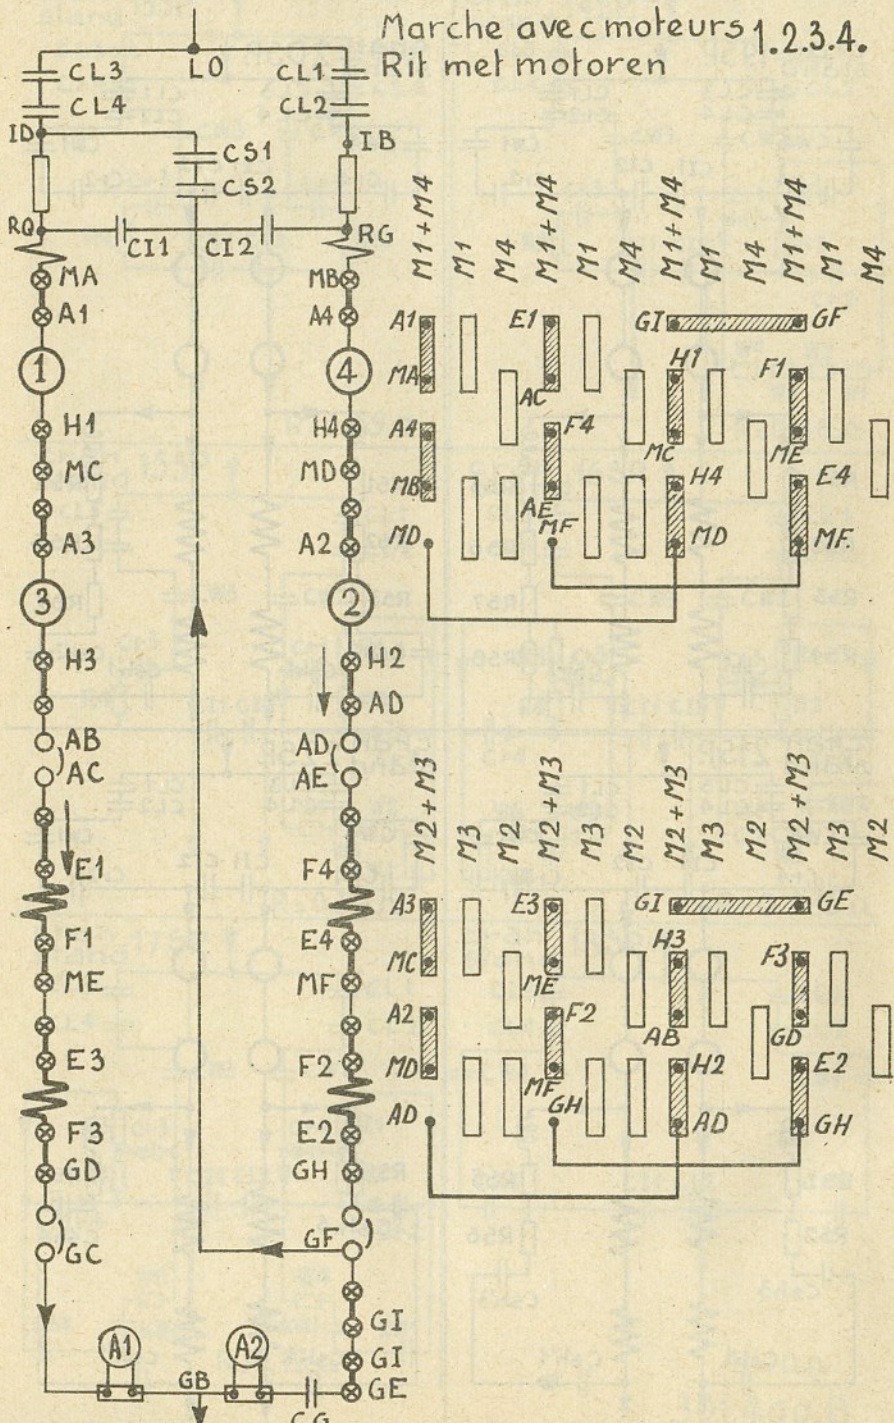 Marche avec moteurs 1.2.3.4.
Rit met motoren
LO
CL3 CL1
CL4 CL2
ID IB
CS1
CS2
RQ CI1 CI2 RG
MA MB
A1 A4
1 4
H1 H4
MC MD
A3 A2
3 2
H3 H2
AD
AB AD
AC AE
E1 F4
F1 E4
ME MF
E3 F2
F3 E2
GD GH
GF
GC
GI
GI
A1 A2
GB GE
CG
M1+M4 M1 M4 M1+M4 M1 M4 M1+M4 M1 M4 M1+M4 M1 M4
A1 E1 GI GF
MA AC H1 F1
A4 F4 MC ME
MB AE H4 E4
MD MF MD MF.
M2+M3 M3 M2 M2+M3 M3 M2 M2+M3 M3 M2 M2+M3 M3 M2
A3 E3 GI GE
MC ME H3 F3
A2 F2 AB GD
MD MF H2 E2
AD GH AD GH